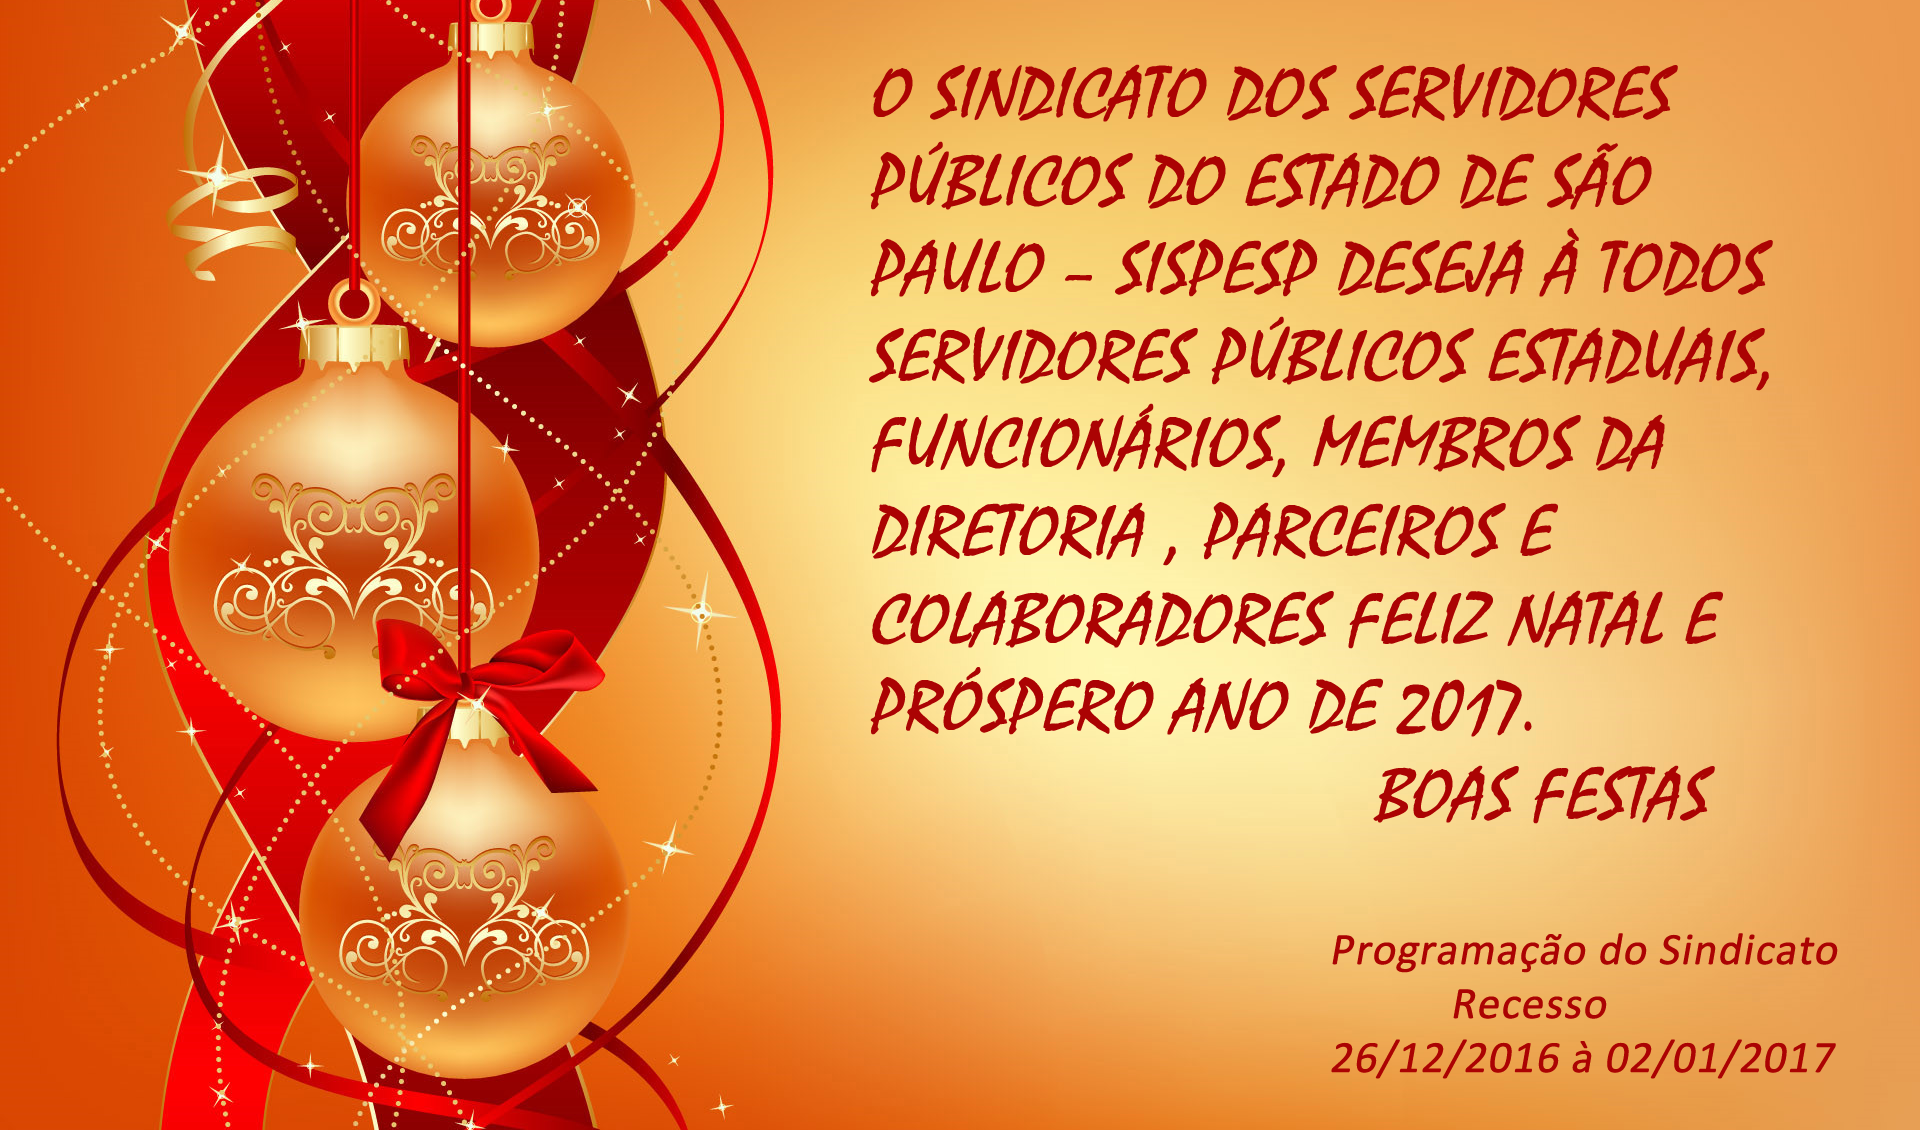 O SINDICATO DOS SERVIDORES
PÚBLICOS DO ESTADO DE SÃO
PAULO – SISPESP DESEJA À TODOS
SERVIDORES PÚBLICOS ESTADUAIS,
FUNCIONÁRIOS, MEMBROS DA
DIRETORIA , PARCEIROS E
COLABORADORES FELIZ NATAL E
PRÓSPERO ANO DE 2017.
BOAS FESTAS
Programação do Sindicato
Recesso
26/12/2016 à 02/01/2017